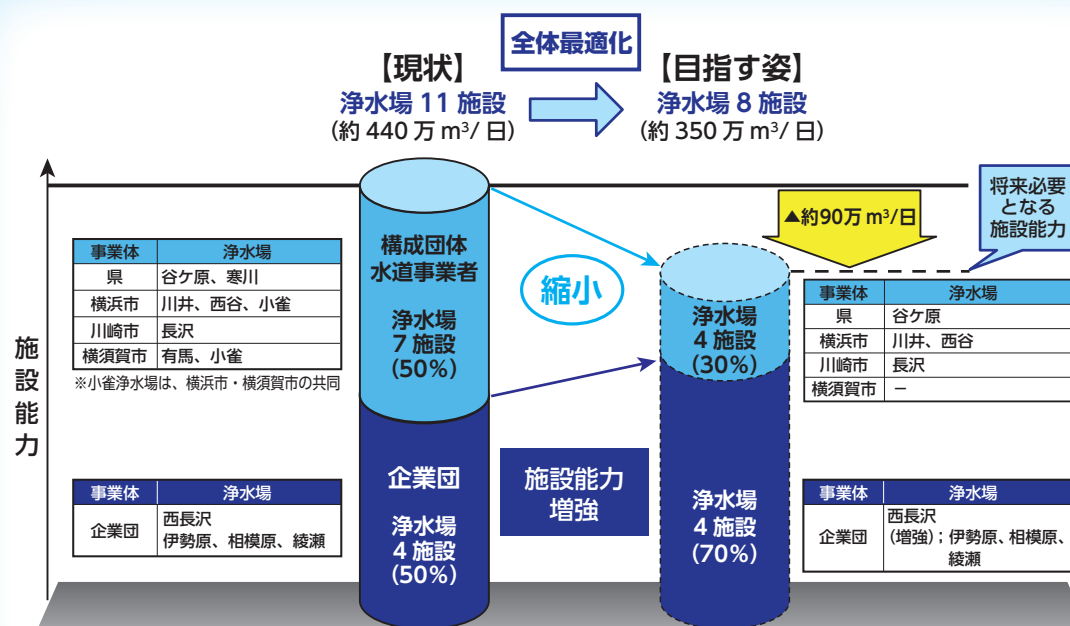 全体最適化
【現状】
浄水場 11 施設
(約 440 万 m³/ 日)
【目指す姿】
浄水場 8 施設
(約 350 万 m³/ 日)
施設能力
将来必要
となる
施設能力
▲約90万 m³/日
構成団体
水道事業者
浄水場
7 施設
(50%)
縮小
浄水場
4 施設
(30%)
事業体 浄水場
県 谷ケ原、寒川
横浜市 川井、西谷、小雀
川崎市 長沢
横須賀市 有馬、小雀
※小雀浄水場は、横浜市・横須賀市の共同
事業体 浄水場
県 谷ケ原
横浜市 川井、西谷
川崎市 長沢
横須賀市 −
事業体 浄水場
企業団 西長沢
伊勢原、相模原、綾瀬
企業団
浄水場
4 施設
(50%)
施設能力
増強
浄水場
4 施設
(70%)
事業体 浄水場
企業団 西長沢
(増強)；伊勢原、相模原、
綾瀬